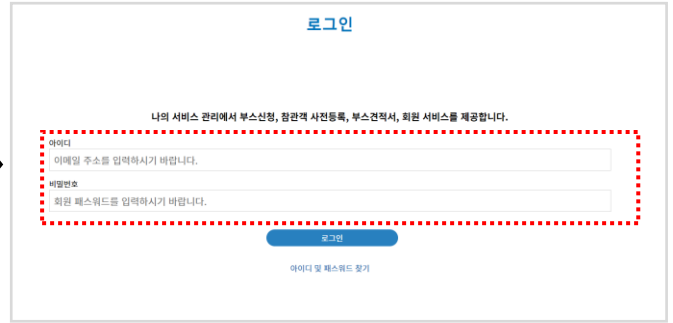 로그인
나의 서비스 관리에서 부스신청, 참관객 사전등록, 부스견적서, 회원 서비스를 제공합니다.
아이디
이메일 주소를 입력하시기 바랍니다.
비밀번호
회원 패스워드를 입력하시기 바랍니다.
로그인
아이디 및 패스워드 찾기